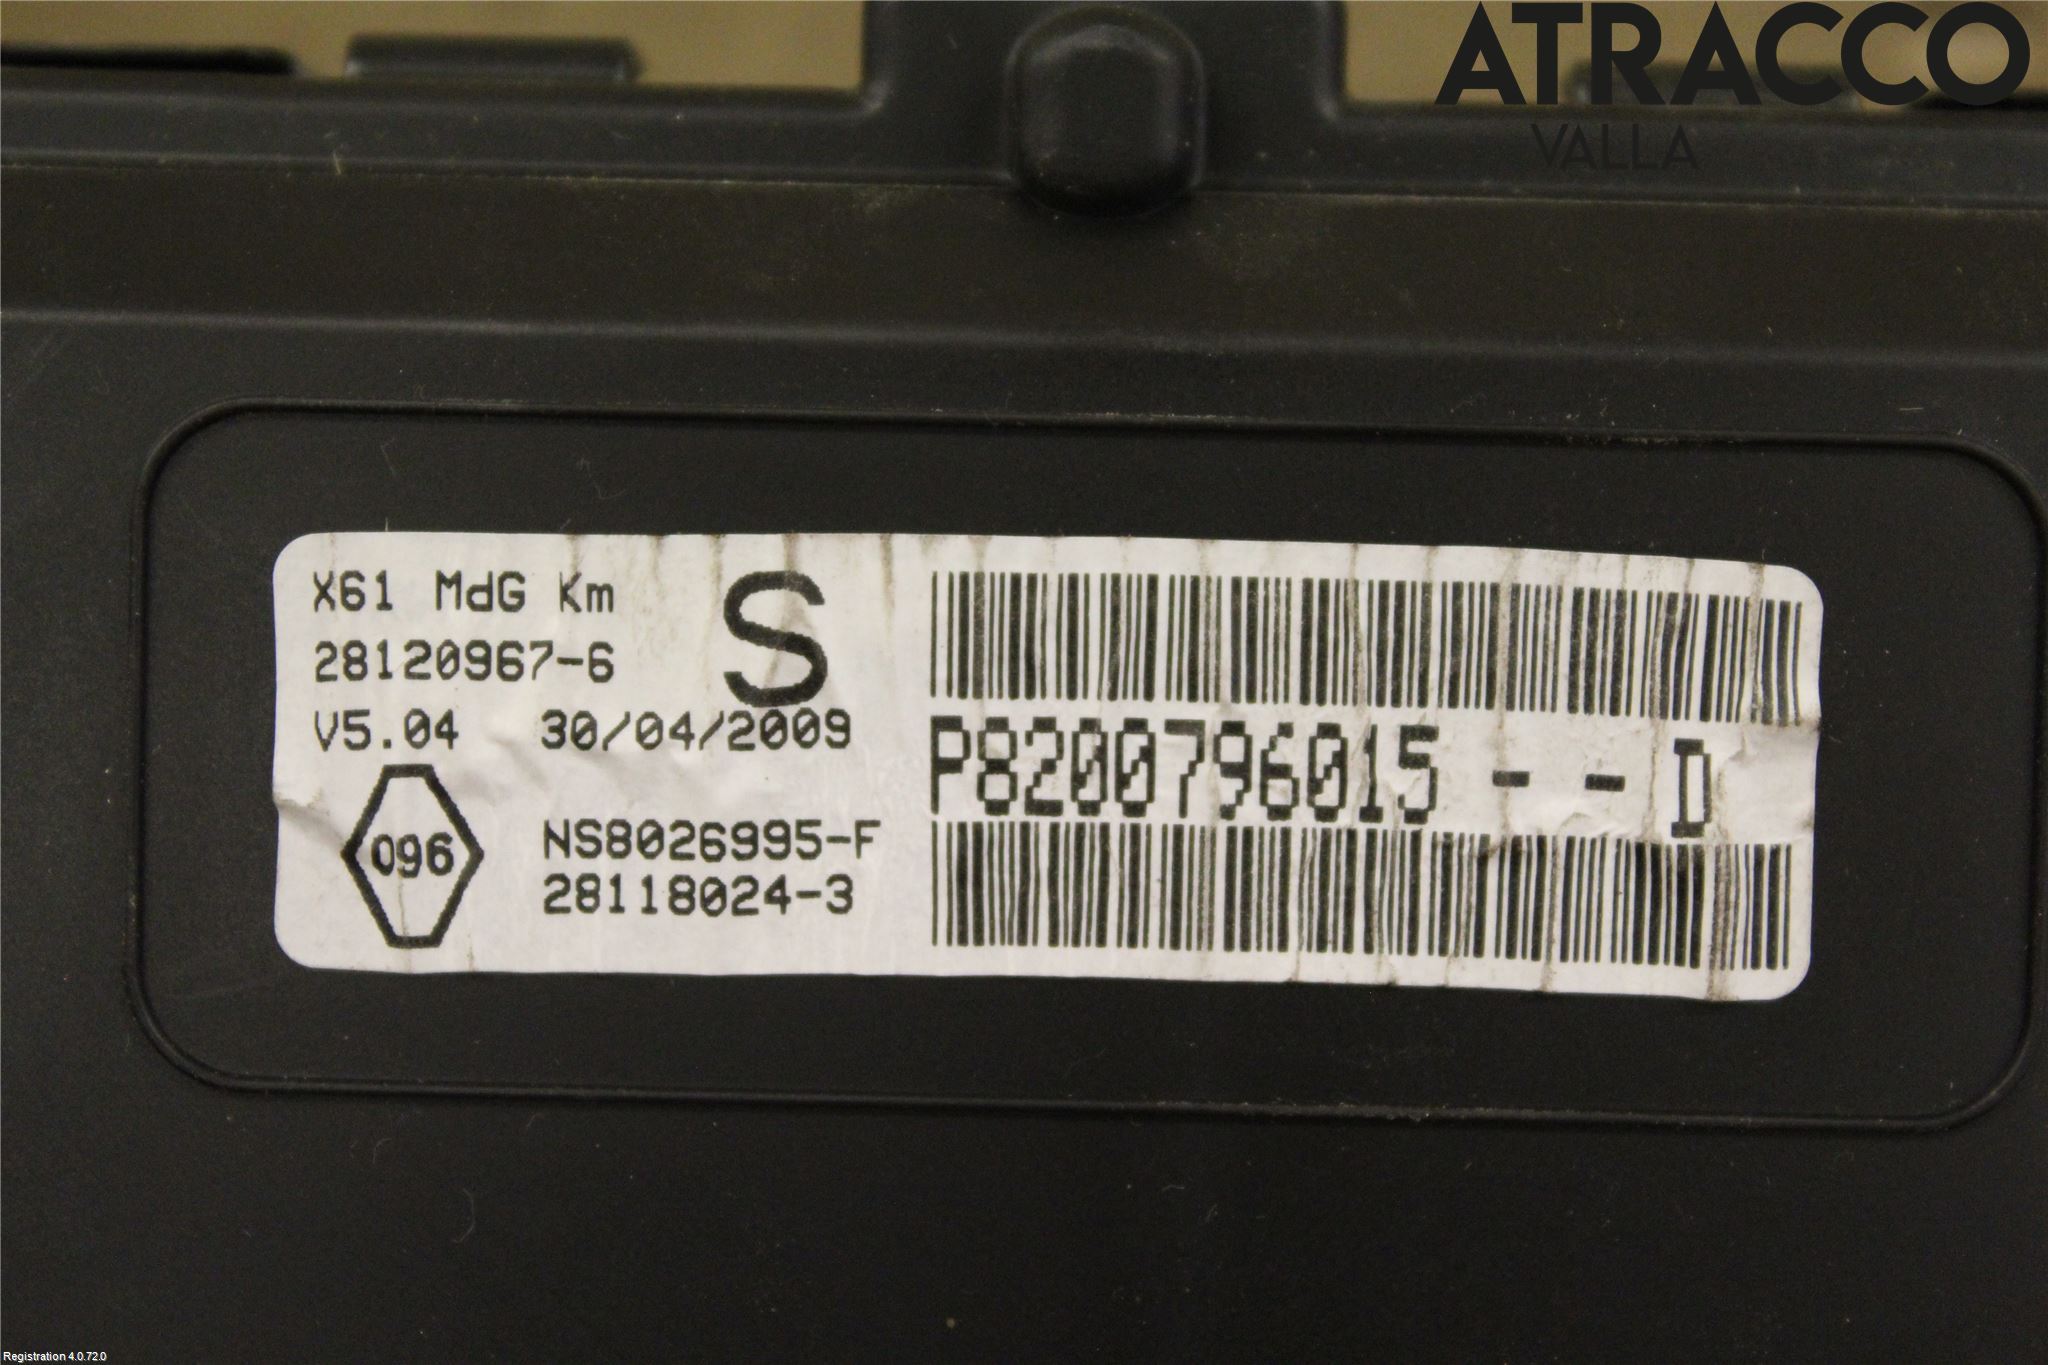 ATRACCO
VALLA
X61 MdG Km
28120967-6
S
V5.04 30/04/2009
P8200796015 - - D
096
NS8026995-F
28118024-3
Registration 4.0.72.0